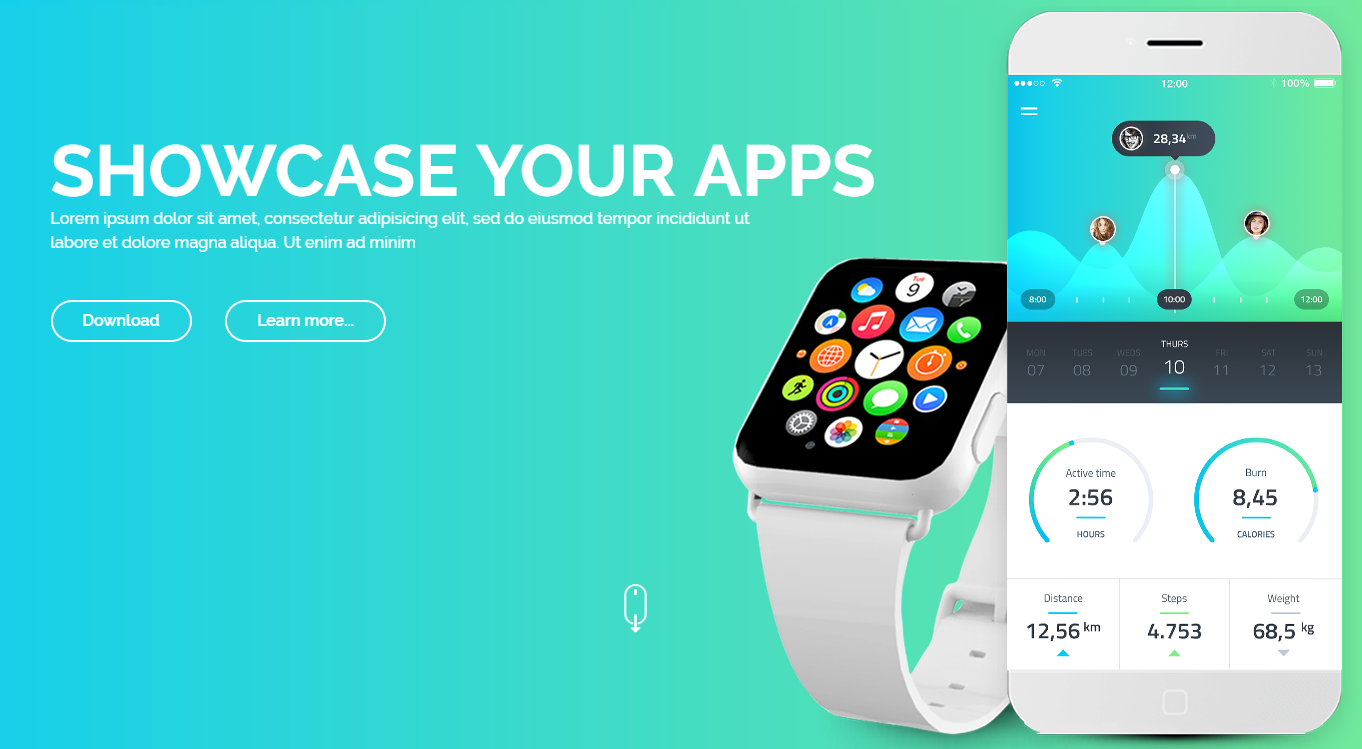 SHOWCASE YOUR APPS
Lorem ipsum dolor sit amet, consectetur adipisicing elit, sed do eiusmod tempor incididunt ut
labore et dolore magna aliqua. Ut enim ad minim
Download
Learn more...
Tue
9
12:00
100%
28,34 km
8:00
10:00
12:00
MON TUES WEDS THURS FRI SAT SUN
07 08 09 10 11 12 13
Active time
2:56
HOURS
Burn
8,45
CALORIES
Distance
12,56 km
Steps
4.753
Weight
68,5 kg